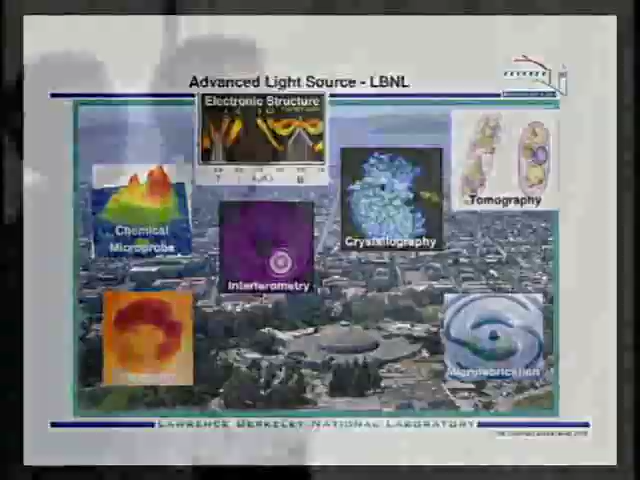 Advanced Light Source - LBNL
Electronic Structure
Tomography
Chemical
Microprobe
Crystallography
Interferometry
Microfabrication
LAWRENCE BERKELEY NATIONAL LABORATORY